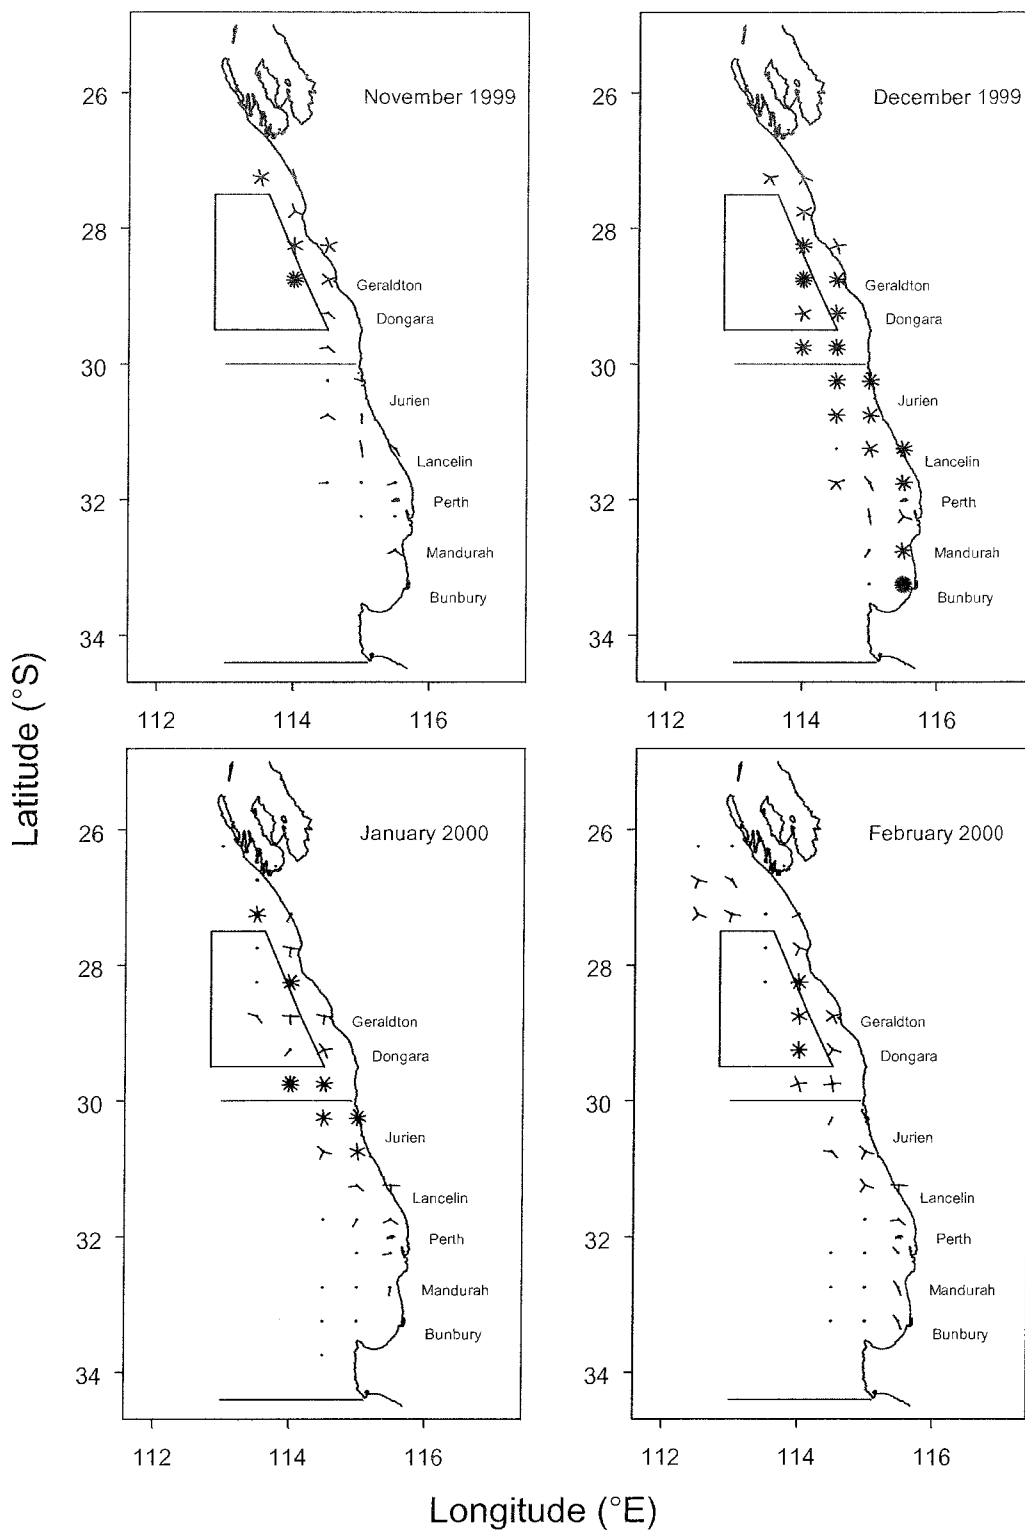 November 1999
26
28
30
32
34
Geraldton
Dongara
Jurien
Lancelin
Perth
Mandurah
Bunbury
112
114
116
December 1999
26
28
30
32
34
Geraldton
Dongara
Jurien
Lancelin
Perth
Mandurah
Bunbury
112
114
116
Latitude (°S)
January 2000
26
28
30
32
34
Geraldton
Dongara
Jurien
Lancelin
Perth
Mandurah
Bunbury
112
114
116
February 2000
26
28
30
32
34
Geraldton
Dongara
Jurien
Lancelin
Perth
Mandurah
Bunbury
112
114
116
Longitude (°E)